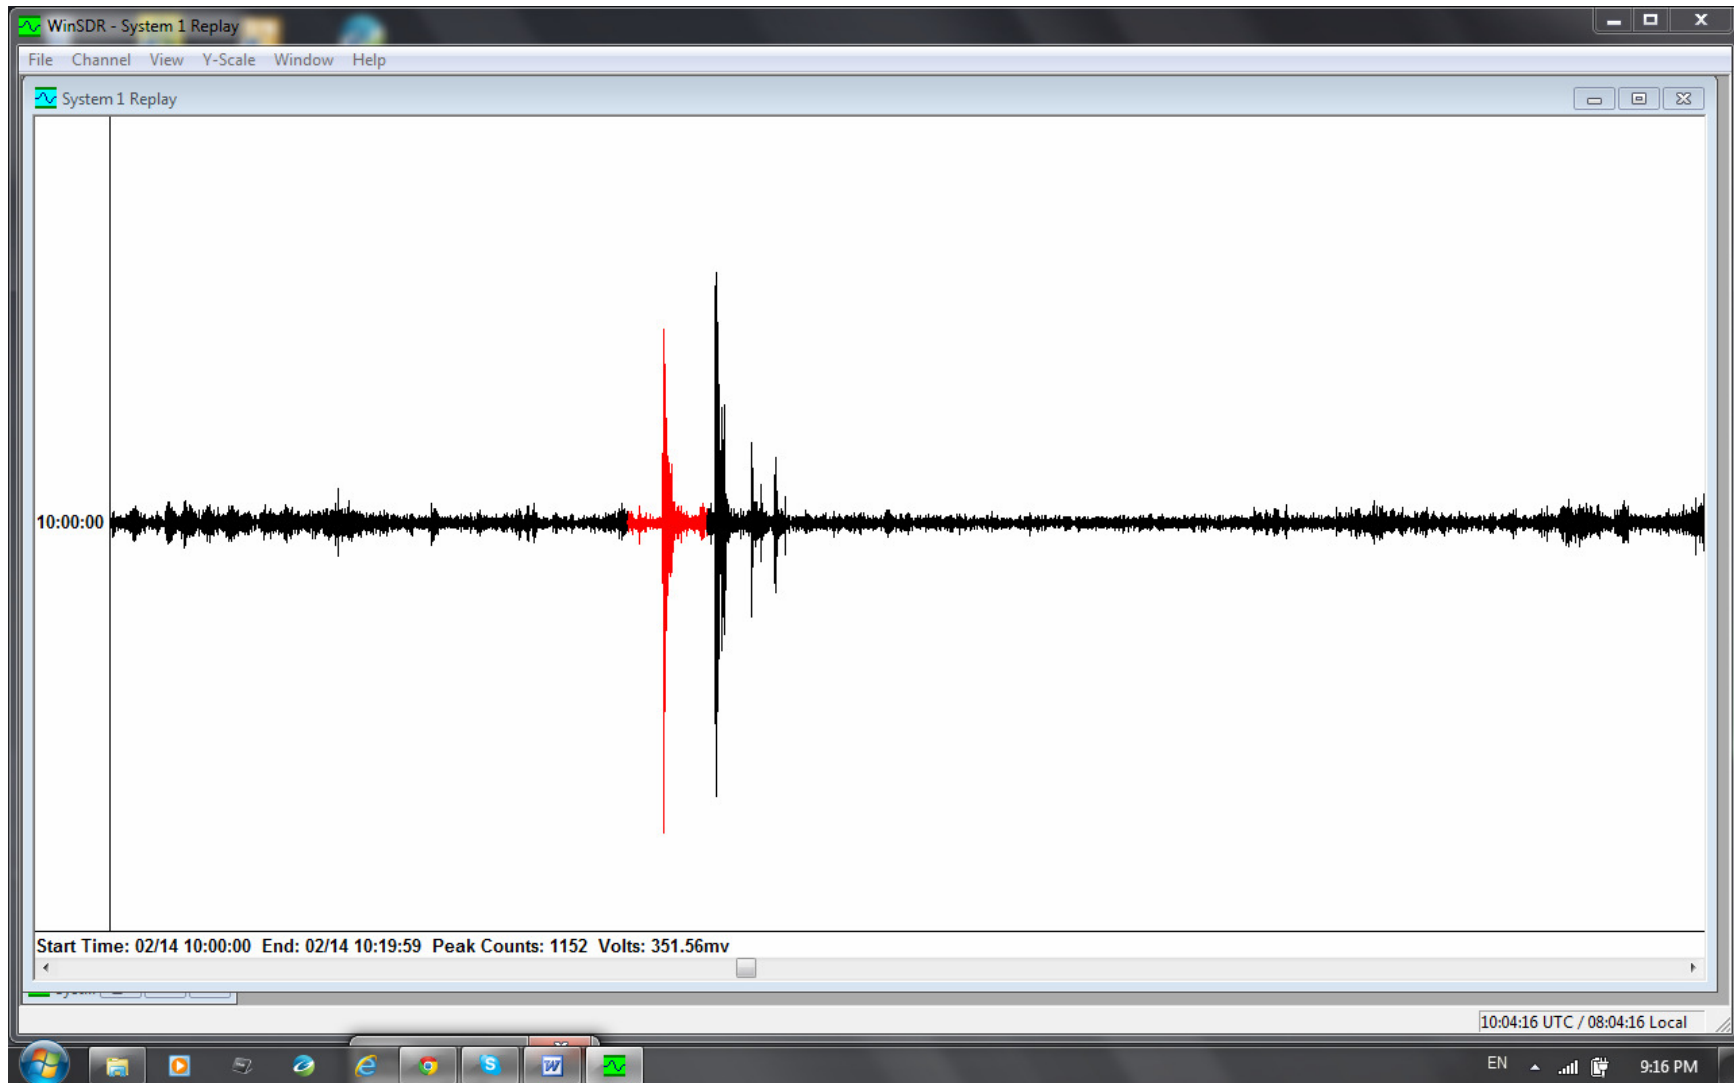 WinSDR - System 1 Replay
File Channel View Y-Scale Window Help
System 1 Replay
10:00:00
Start Time: 02/14 10:00:00 End: 02/14 10:19:59 Peak Counts: 1152 Volts: 351.56mv
10:04:16 UTC / 08:04:16 Local
EN 9:16 PM